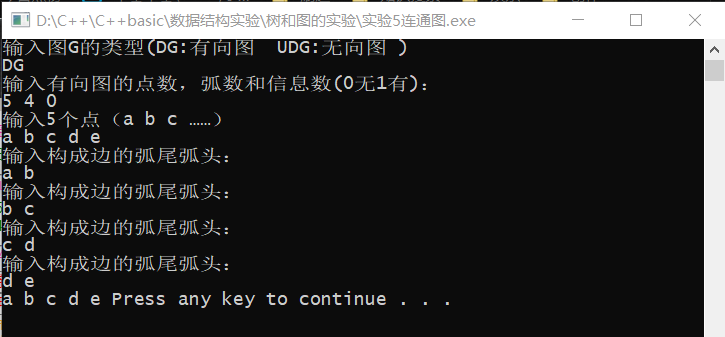 D:\C++\C++basic\数据结构实验\树和图的实验\实验5连通图.exe
输入图G的类型(DG:有向图  UDG:无向图 )
DG
输入有向图的点数，弧数和信息数(0无1有)：
5 4 0
输入5个点（a b c ……）
a b c d e
输入构成边的弧尾弧头：
a b
输入构成边的弧尾弧头：
b c
输入构成边的弧尾弧头：
c d
输入构成边的弧尾弧头：
d e
a b c d e Press any key to continue . . .